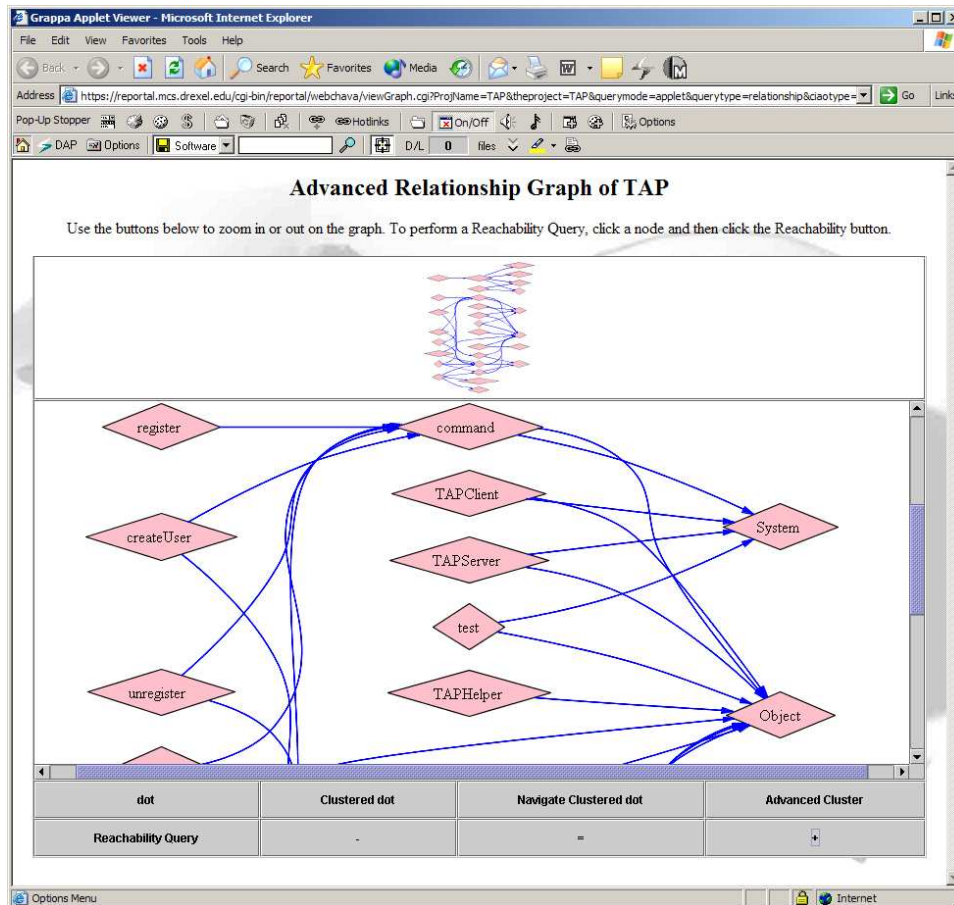 Grappa Applet Viewer - Microsoft Internet Explorer
File Edit View Favorites Tools Help
Back Search Favorites Media
Address https://reportal.mcs.drexel.edu/cgi-bin/reportal/webchava/viewGraph.cgi?ProjName=TAP&theproject=TAP&querymode=applet&querytype=relationship&ciaotype= Go Links
Pop-Up Stopper Hotlinks On/Off Options
DAP Options Software D/L 0 files
Advanced Relationship Graph of TAP
Use the buttons below to zoom in or out on the graph. To perform a Reachability Query, click a node and then click the Reachability button.
register command
TAPClient
System
createUser
TAPServer
test
unregister TAPHelper
Object
dot Clustered dot Navigate Clustered dot Advanced Cluster
Reachability Query - = +
Options Menu Internet